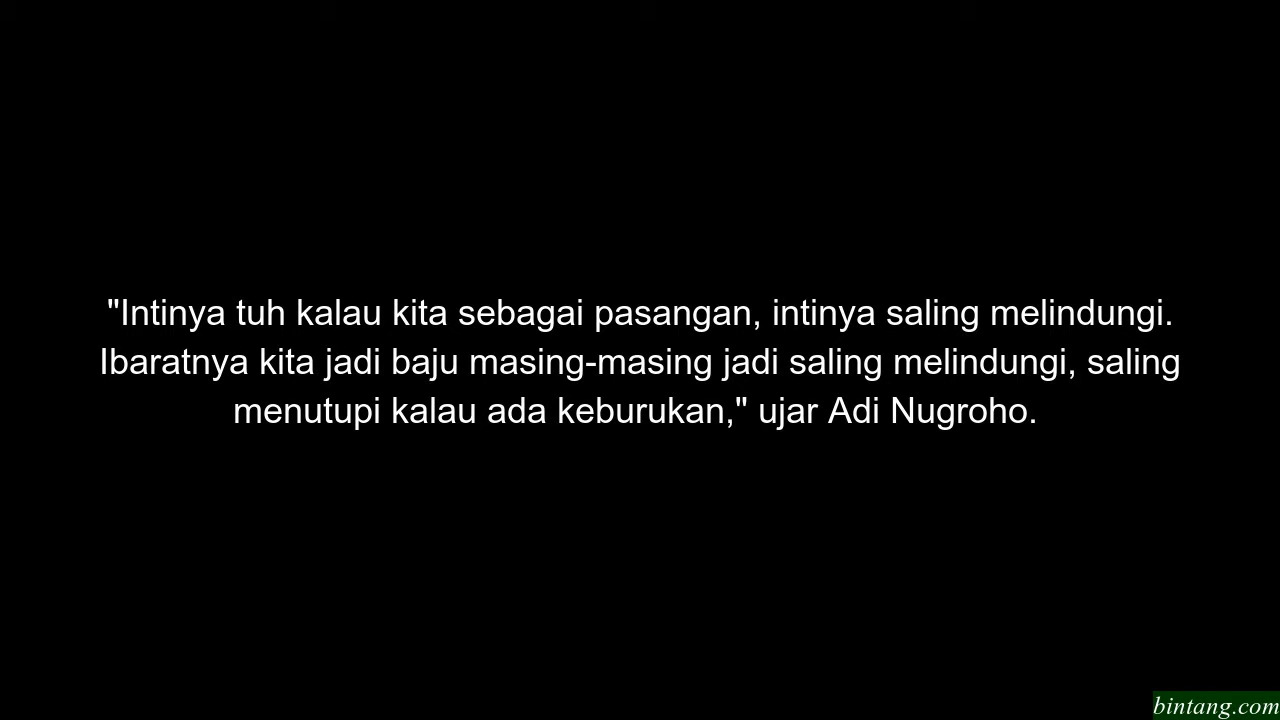 "Intinya tuh kalau kita sebagai pasangan, intinya saling melindungi.
Ibaratnya kita jadi baju masing-masing jadi saling melindungi, saling
menutupi kalau ada keburukan," ujar Adi Nugroho.
bintang.com